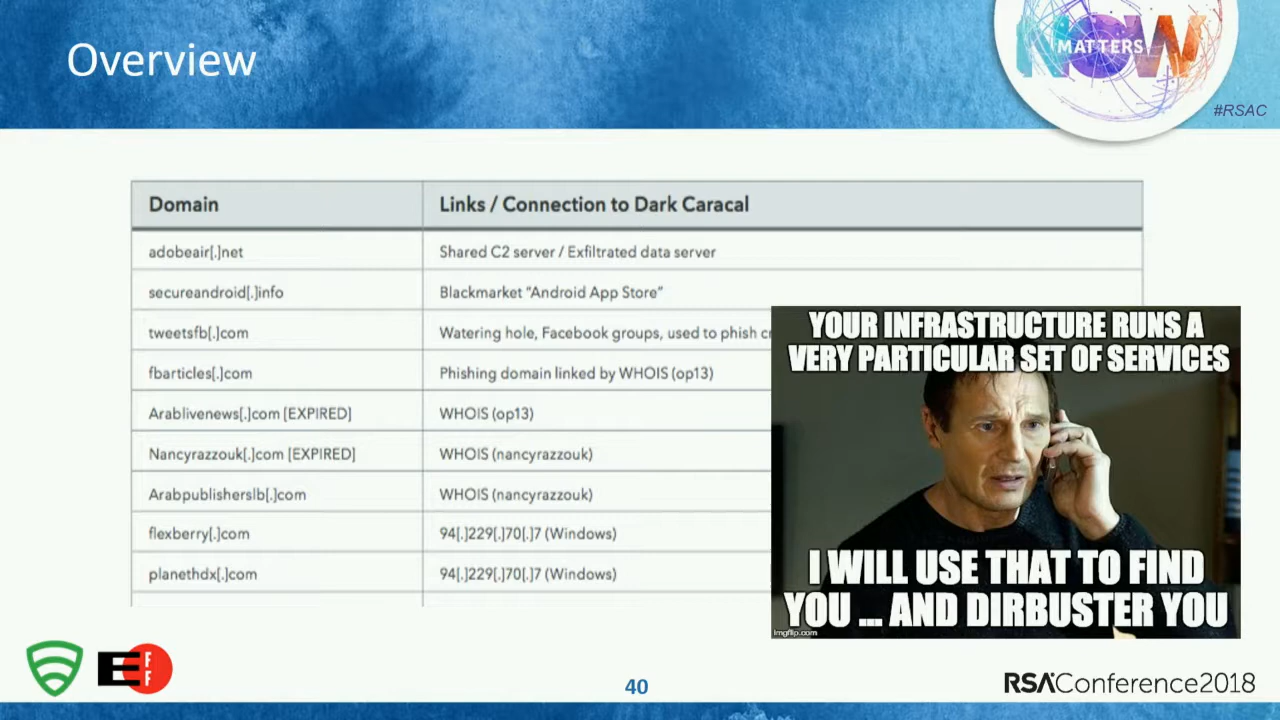 Overview
NOW
MATTERS
#RSAC
Domain
Links / Connection to Dark Caracal
adobeair[.]net
Shared C2 server / Exfiltrated data server
secureandroid[.]info
Blackmarket “Android App Store”
tweetsfb[.]com
Watering hole, Facebook groups, used to phish
fbarticles[.]com
Phishing domain linked by WHOIS (op13)
Arablivenews[.]com [EXPIRED]
WHOIS (op13)
Nancyrazzouk[.]com [EXPIRED]
WHOIS (nancyrazzouk)
Arabpublisherslb[.]com
WHOIS (nancyrazzouk)
flexberry[.]com
94[.]229[.]70[.]7 (Windows)
planethdx[.]com
94[.]229[.]70[.]7 (Windows)
YOUR INFRASTRUCTURE RUNS A
VERY PARTICULAR SET OF SERVICES
I WILL USE THAT TO FIND
YOU ... AND DIRBUSTER YOU
imgflip.com
EFF
40
RSAConference2018